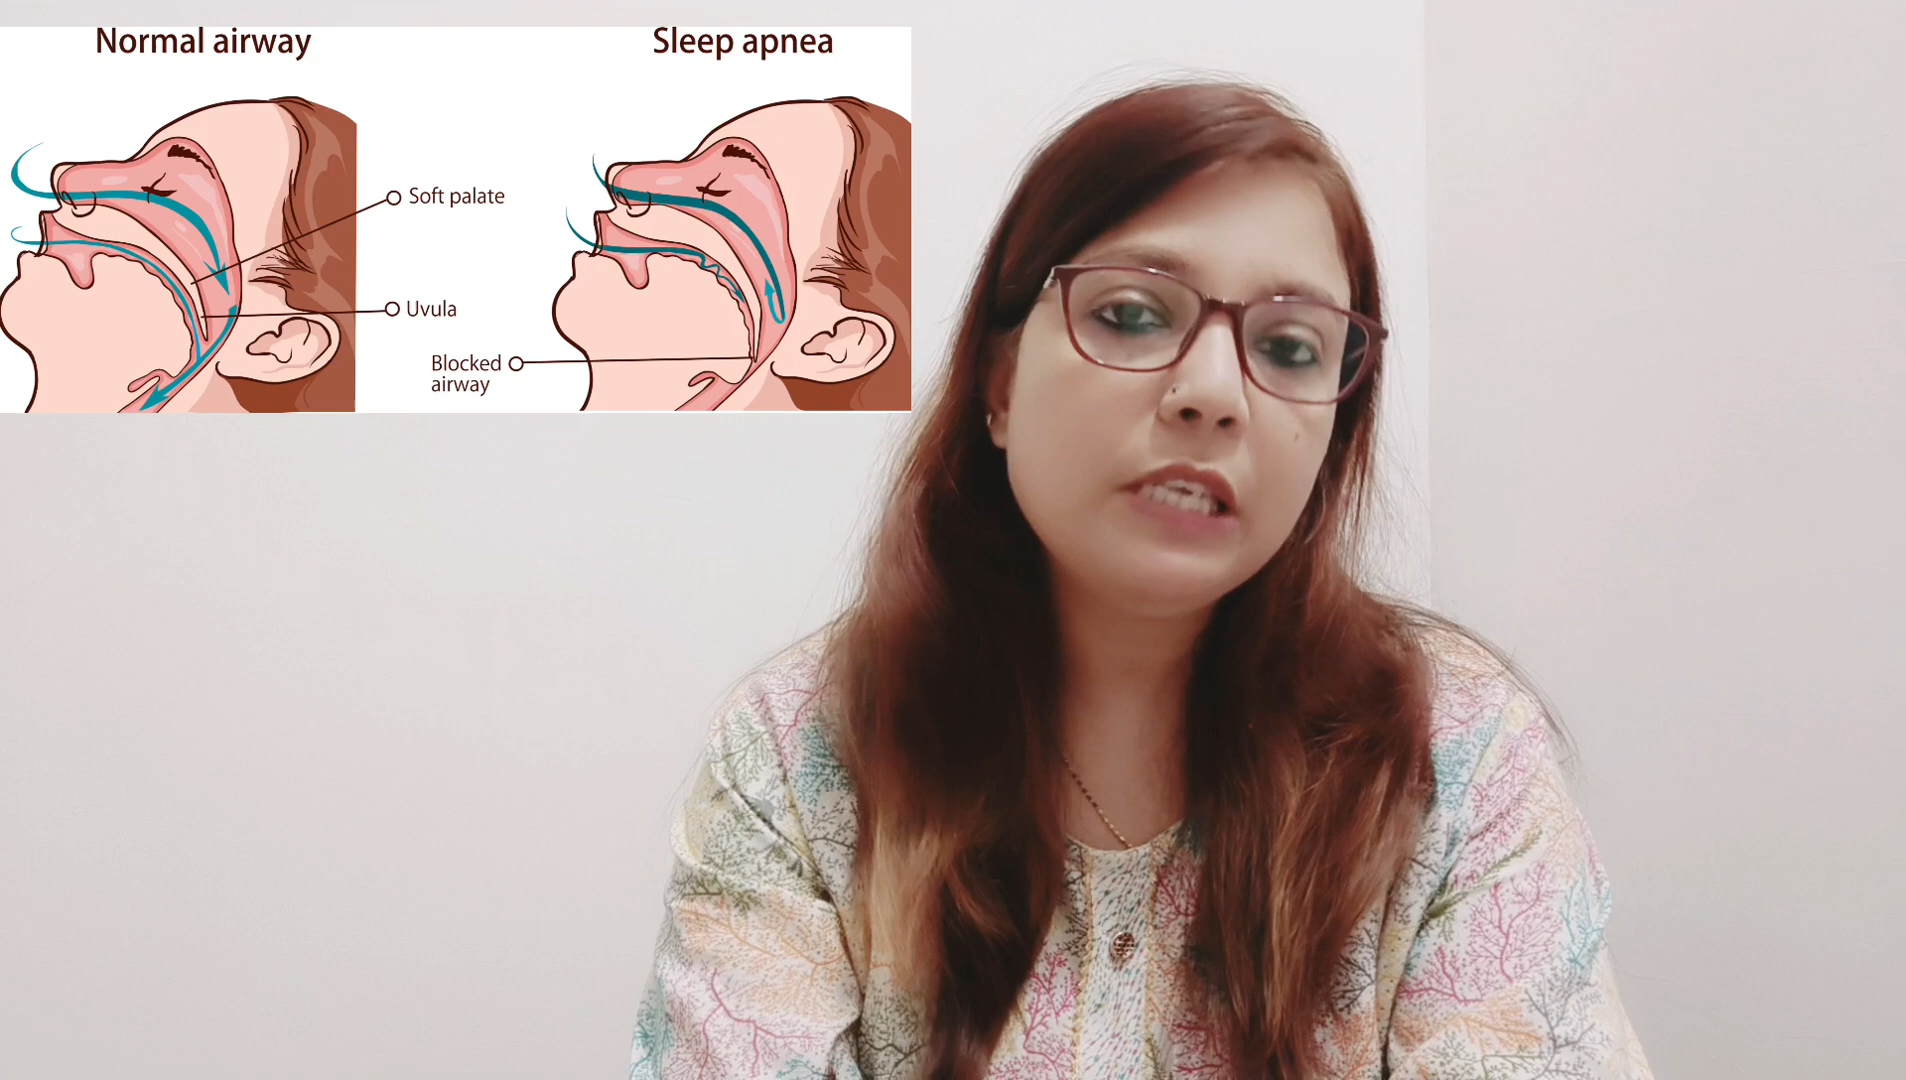 Normal airway
Sleep apnea
Soft palate
Uvula
Blocked
airway